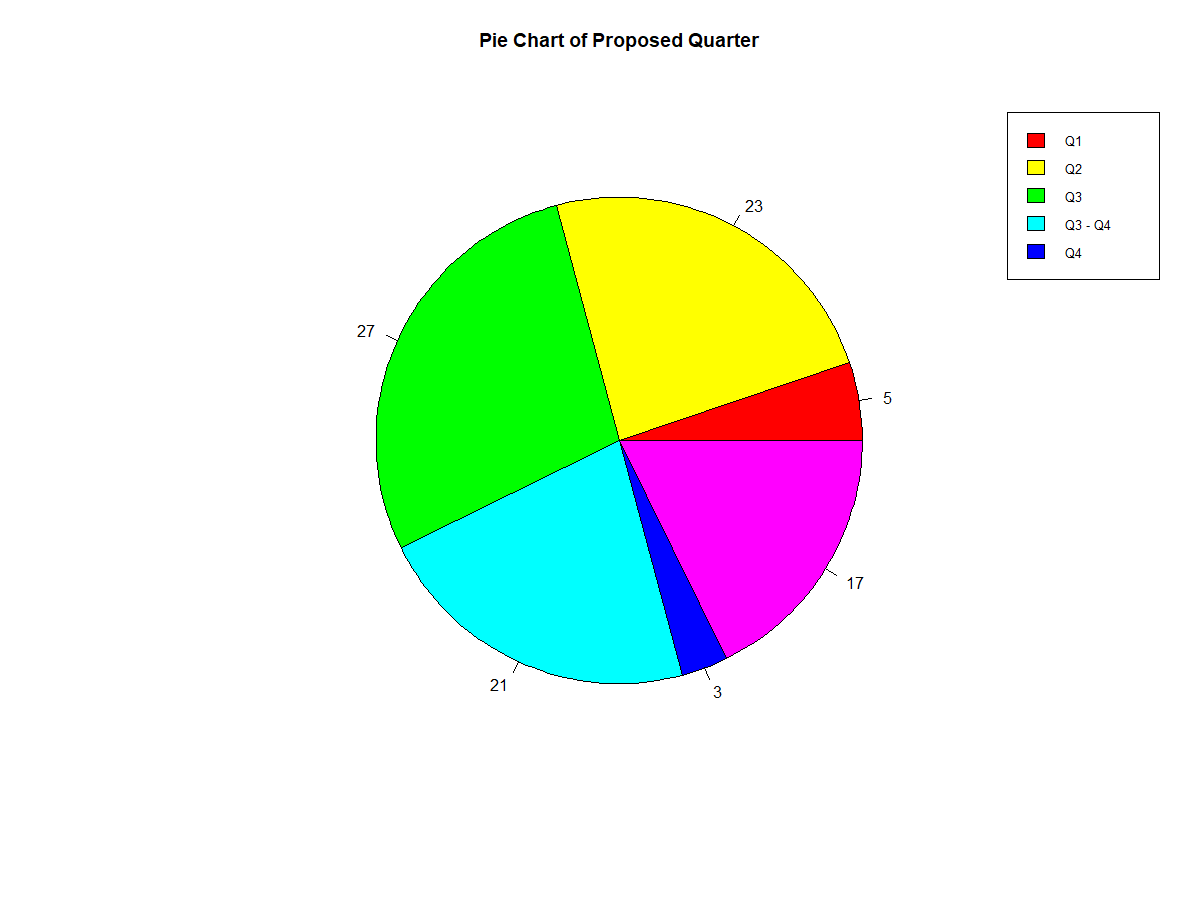 Pie Chart of Proposed Quarter
Q1
Q2
Q3
Q3 - Q4
Q4
23
5
27
17
21
3